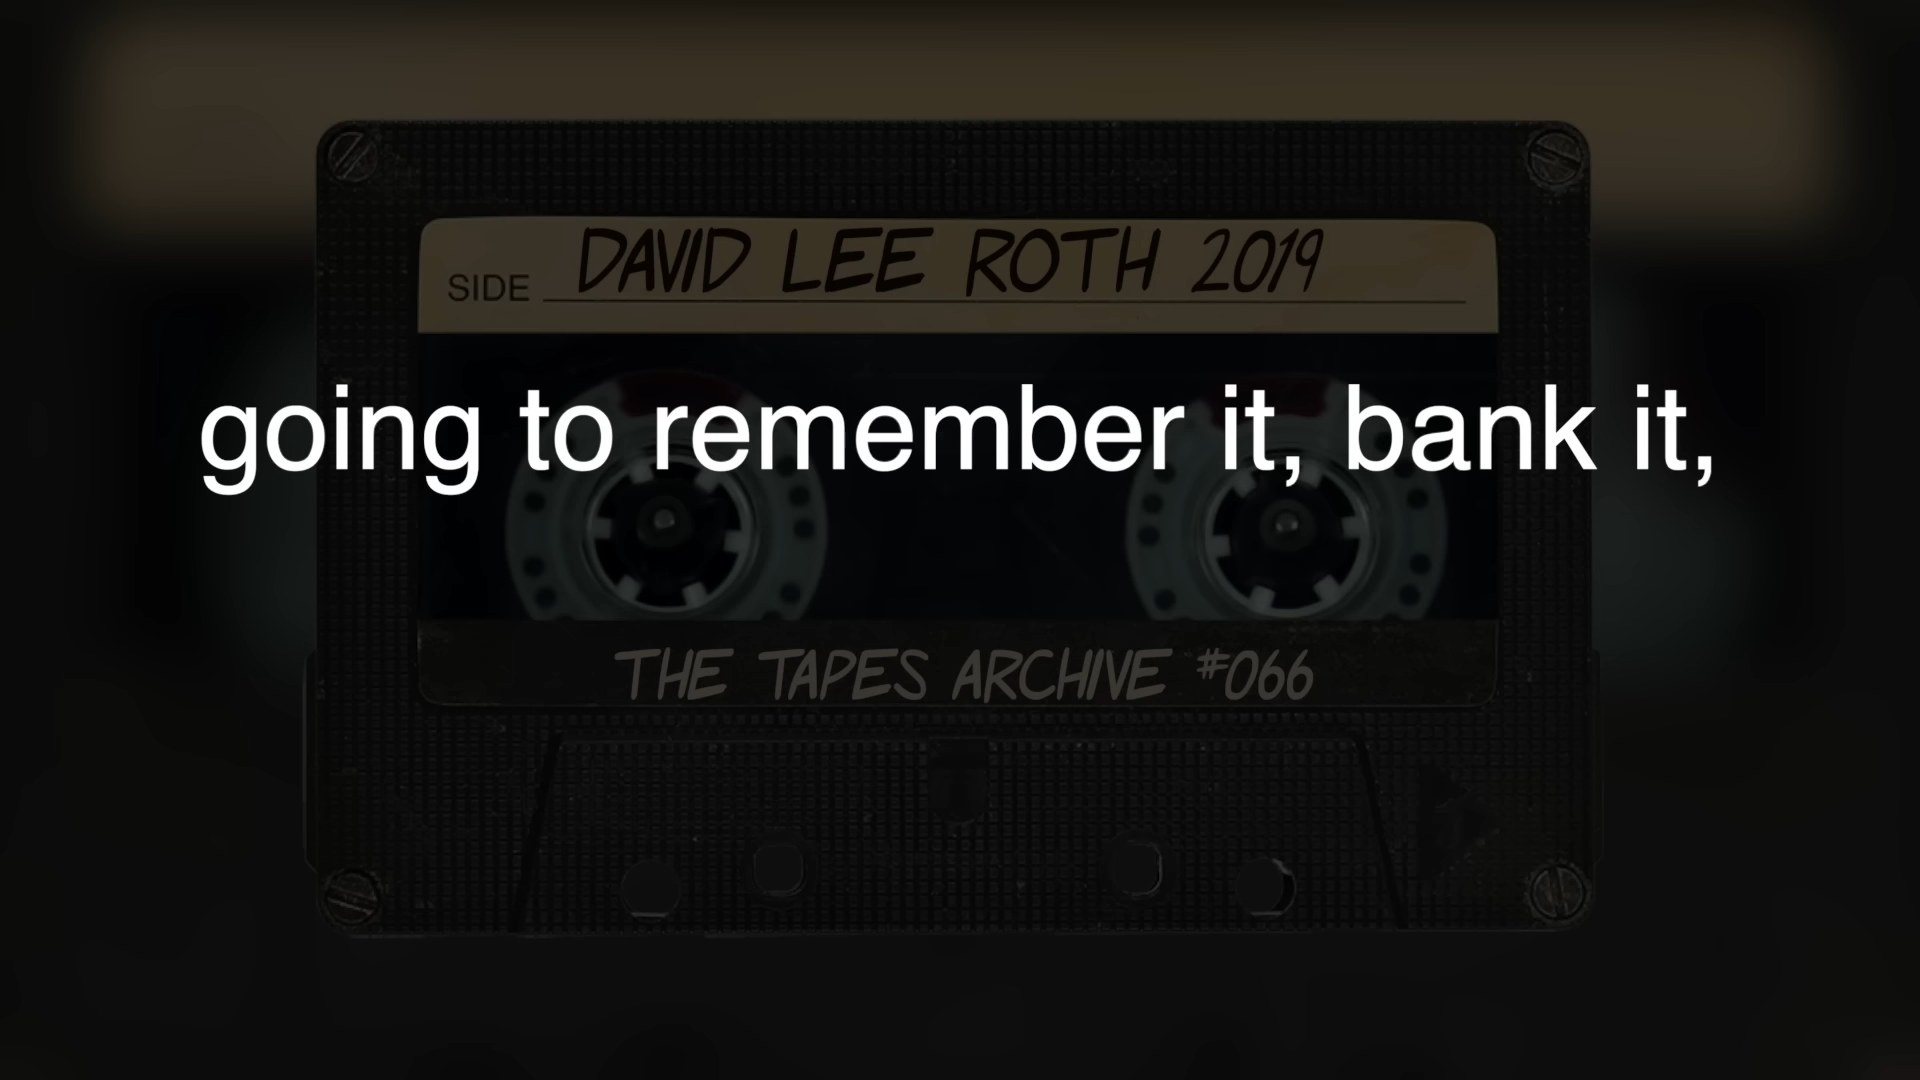 DAVID LEE ROTH 2019
SIDE
going to remember it, bank it,
THE TAPES ARCHIVE #066